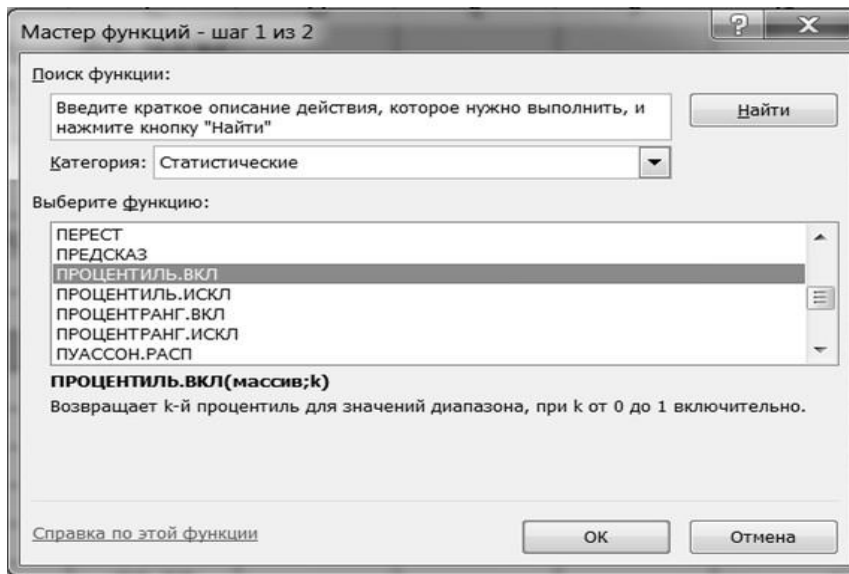 Мастер функций - шаг 1 из 2
Поиск функции:
Введите краткое описание действия, которое нужно выполнить, и
нажмите кнопку "Найти"
Найти
Категория: Статистические
Выберите функцию:
ПЕРЕСТ
ПРЕДСКАЗ
ПРОЦЕНТИЛЬ.ВКЛ
ПРОЦЕНТИЛЬ.ИСКЛ
ПРОЦЕНТРАНГ.ВКЛ
ПРОЦЕНТРАНГ.ИСКЛ
ПУАССОН.РАСП
ПРОЦЕНТИЛЬ.ВКЛ(массив;k)
Возвращает k-й процентиль для значений диапазона, при k от 0 до 1 включительно.
Справка по этой функции
ОК
Отмена